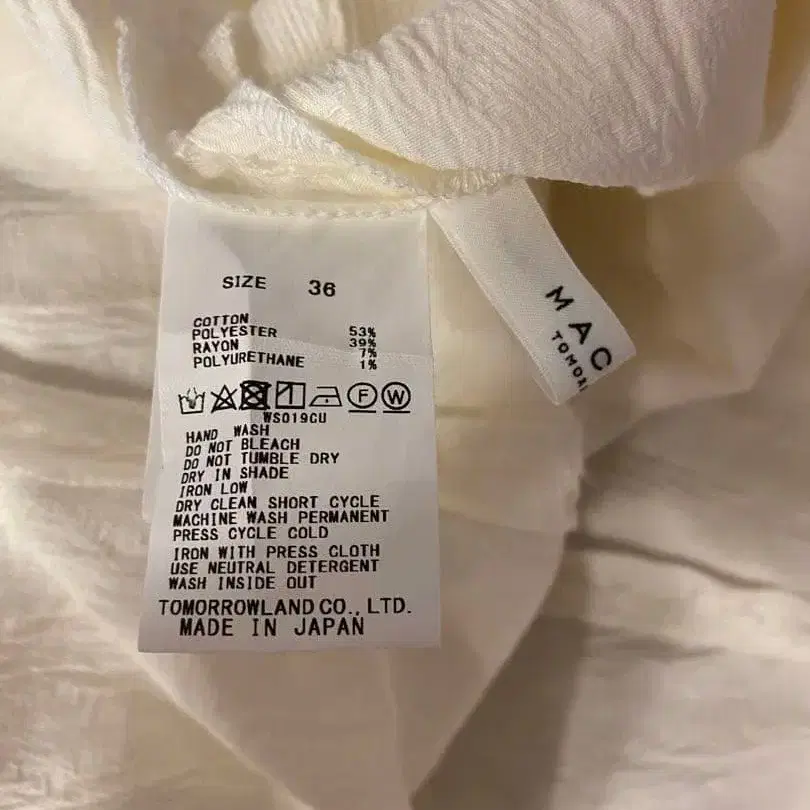 SIZE 36
COTTON 53%
POLYESTER 39%
RAYON 7%
POLYURETHANE 1%
F W
WS019CU
HAND WASH
DO NOT BLEACH
DO NOT TUMBLE DRY
DRY IN SHADE
IRON LOW
DRY CLEAN SHORT CYCLE
MACHINE WASH PERMANENT
PRESS CYCLE COLD
IRON WITH PRESS CLOTH
USE NEUTRAL DETERGENT
WASH INSIDE OUT
TOMORROWLAND CO., LTD.
MADE IN JAPAN
MAC